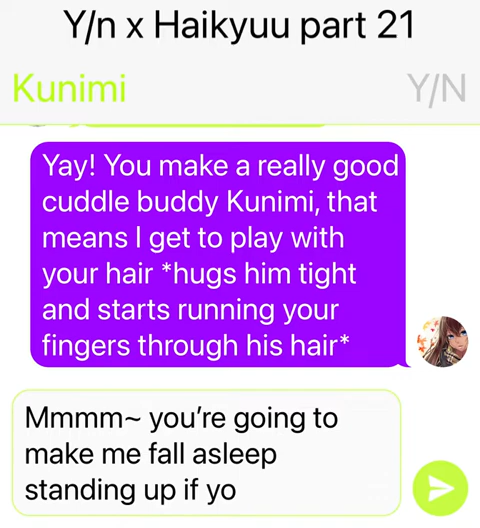 Y/n x Haikyuu part 21
Kunimi
Y/N
Yay! You make a really good
cuddle buddy Kunimi, that
means I get to play with
your hair *hugs him tight
and starts running your
fingers through his hair*
Mmmm~ you’re going to
make me fall asleep
standing up if yo